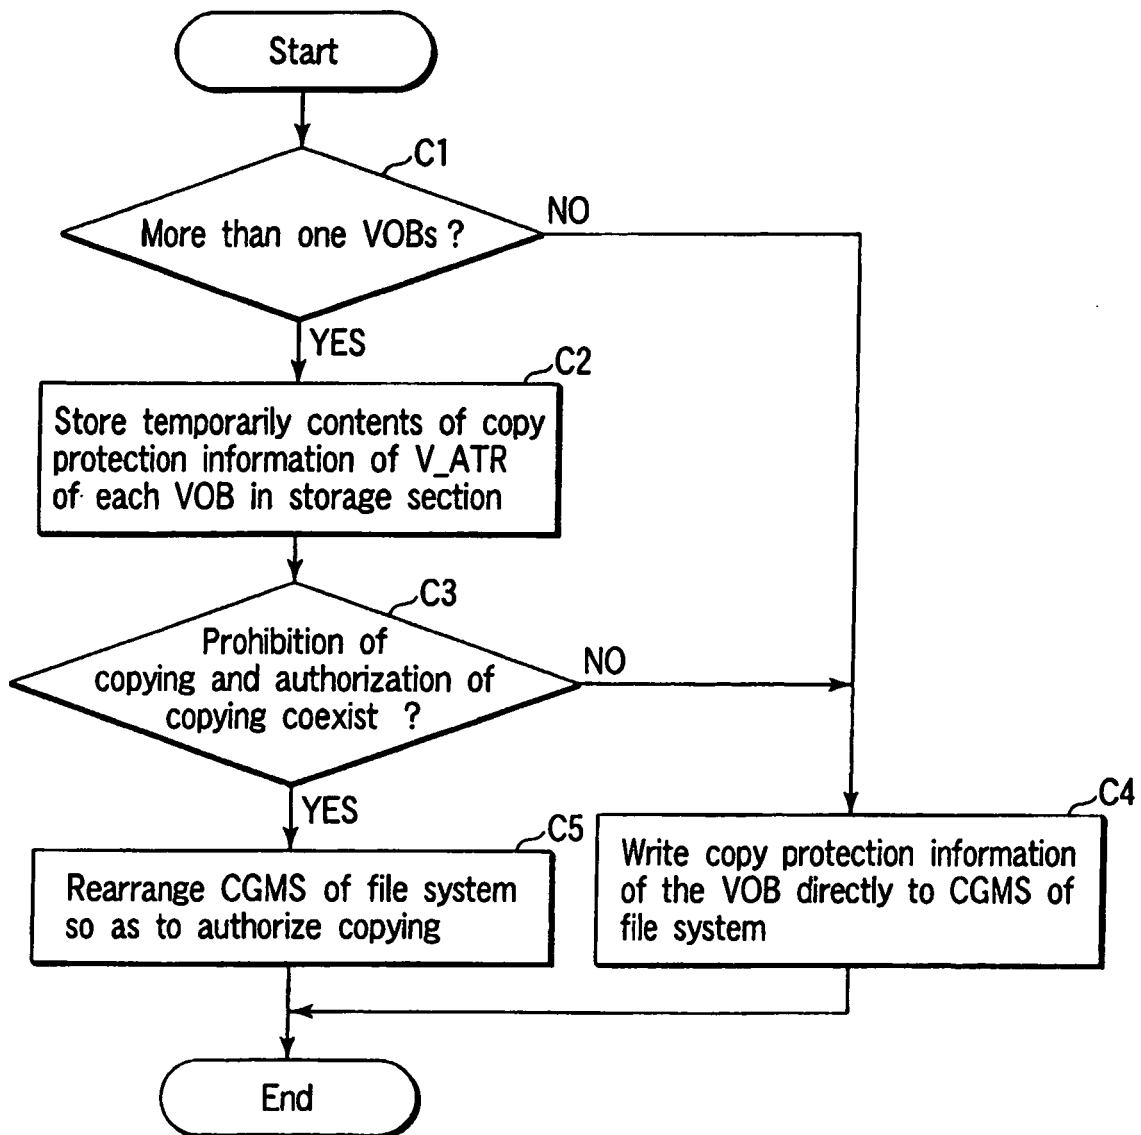 Start
C1
More than one VOBs ?
NO
YES
C2
Store temporarily contents of copy
protection information of V_ATR
of each VOB in storage section
C3
Prohibition of
copying and authorization of
copying coexist ?
NO
YES
C5
Rearrange CGMS of file system
so as to authorize copying
C4
Write copy protection information
of the VOB directly to CGMS of
file system
End